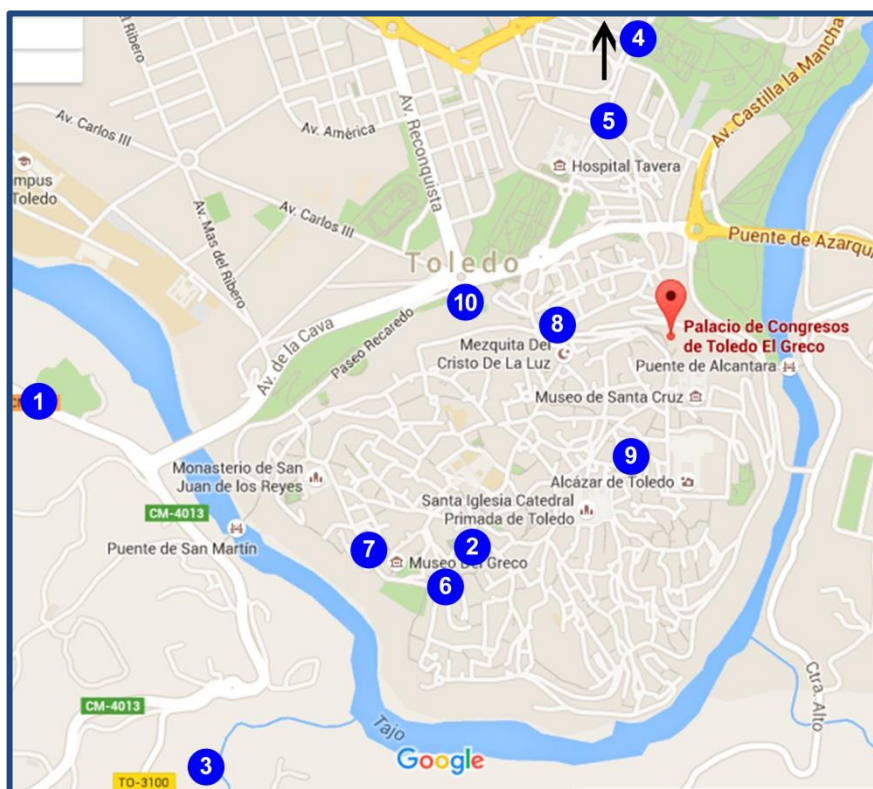 del Ribero
4
Av. Castilla la Mancha
Av. Reconquista
Av. Carlos III
Av. América
5
Hospital Tavera
mpus
Toledo
Av. Mas del Ribero
Av. Carlos III
Puente de Azarqui
Toledo
10
8
Mezquita Del
Cristo De La Luz
Palacio de Congresos
de Toledo El Greco
Puente de Alcantara
Av. de la Cava
Paseo Recaredo
Museo de Santa Cruz
1
9
Monasterio de San
Juan de los Reyes
Alcázar de Toledo
Santa Iglesia Catedral
Primada de Toledo
CM-4013
Puente de San Martín
7
2
Museo Del Greco
6
Ctra. Alto
CM-4013
Tajo
3
Google
TO-3100